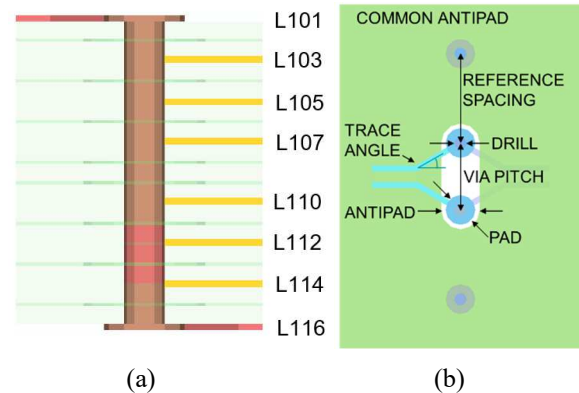 L101
L103
L105
L107
L110
L112
L114
L116
(a)
COMMON ANTIPAD
REFERENCE
SPACING
TRACE
ANGLE
DRILL
VIA PITCH
ANTIPAD
PAD
(b)